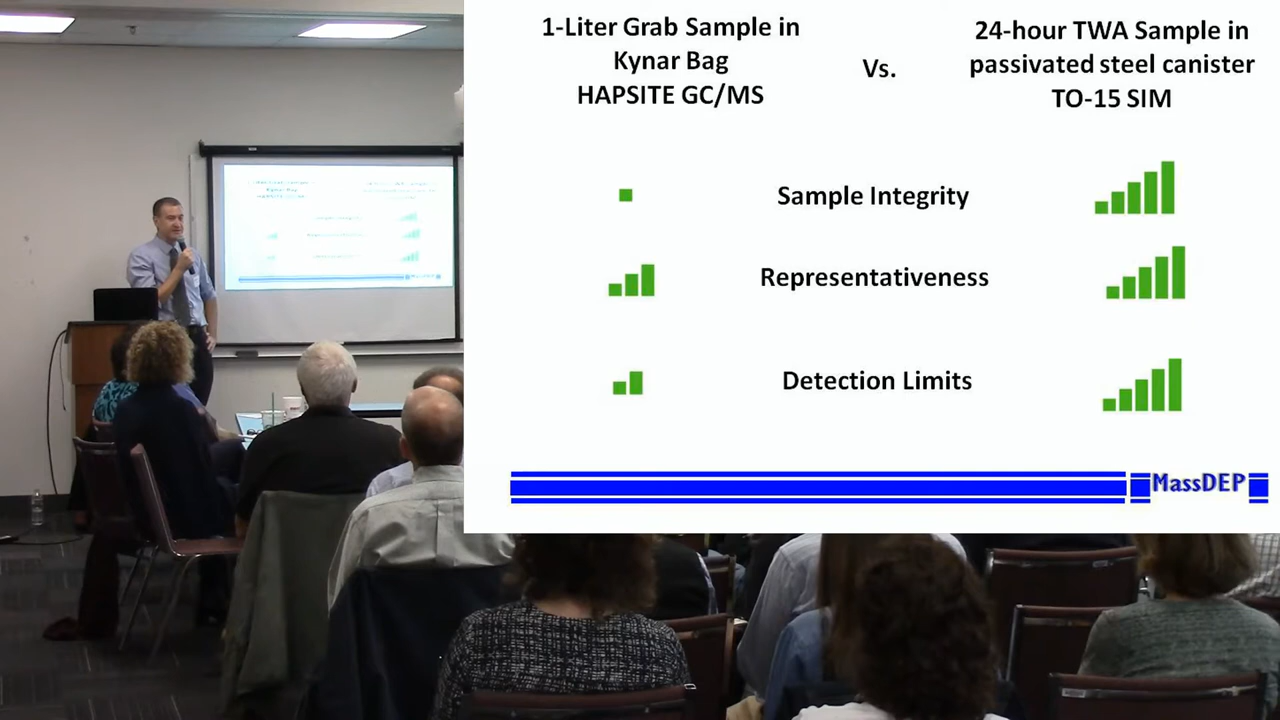 1-Liter Grab Sample in
Kynar Bag
HAPSITE GC/MS
Vs.
24-hour TWA Sample in
passivated steel canister
TO-15 SIM
Sample Integrity
Representativeness
Detection Limits
MassDEP